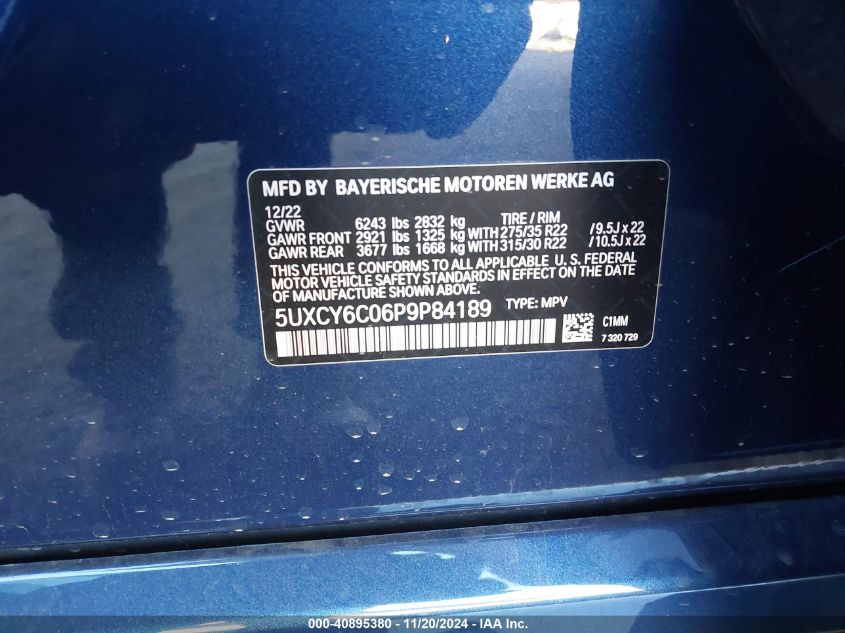 MFD BY BAYERISCHE MOTOREN WERKE AG
12/22
GVWR 6243 lbs 2832 kg TIRE / RIM
GAWR FRONT 2921 lbs 1325 kg WITH 275/35 R22 /9.5J x 22
GAWR REAR 3677 lbs 1668 kg WITH 315/30 R22 /10.5J x 22
THIS VEHICLE CONFORMS TO ALL APPLICABLE U.S. FEDERAL
MOTOR VEHICLE SAFETY STANDARDS IN EFFECT ON THE DATE
OF MANUFACTURE SHOWN ABOVE.
5UXCY6C06P9P84189 TYPE: MPV
C1MM
7 320 729
000-40895380 - 11/20/2024 - IAA Inc.